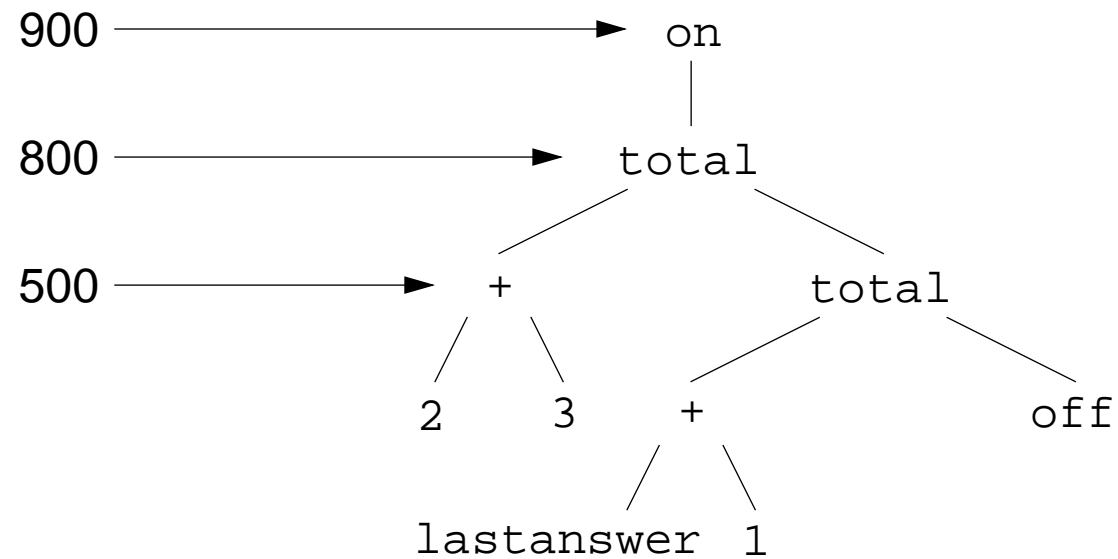 900 on
800 total
500 + total
2 3 + off
lastanswer 1